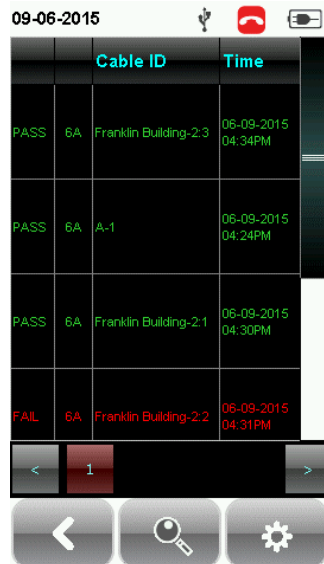 09-06-2015
Cable ID Time
PASS 6A Franklin Building-2:3 06-09-2015
04:34PM
PASS 6A A-1 06-09-2015
04:24PM
PASS 6A Franklin Building-2:1 06-09-2015
04:30PM
FAIL 6A Franklin Building-2:2 06-09-2015
04:31PM
< 1 >